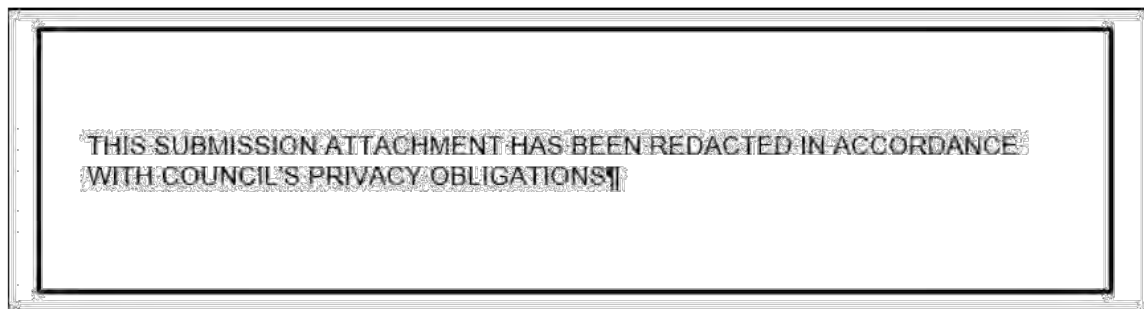 THIS SUBMISSION ATTACHMENT HAS BEEN REDACTED IN ACCORDANCE
WITH COUNCIL'S PRIVACY OBLIGATIONS¶